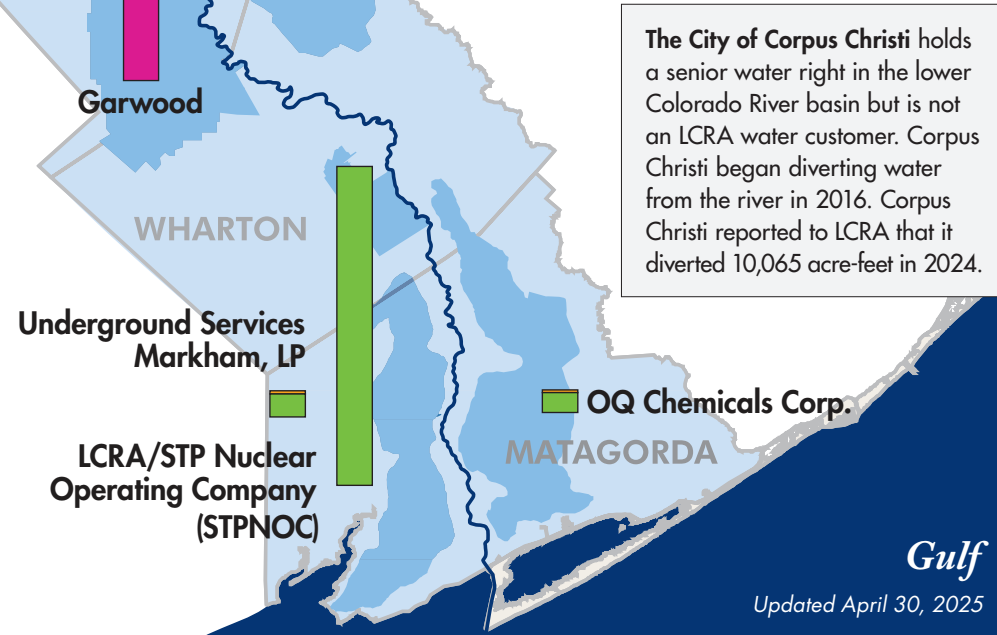 The City of Corpus Christi holds
a senior water right in the lower
Colorado River basin but is not
an LCRA water customer. Corpus
Christi began diverting water
from the river in 2016. Corpus
Christi reported to LCRA that it
diverted 10,065 acre-feet in 2024.
Garwood
WHARTON
Underground Services
Markham, LP
OQ Chemicals Corp.
MATAGORDA
LCRA/STP Nuclear
Operating Company
(STPNOC)
Gulf
Updated April 30, 2025